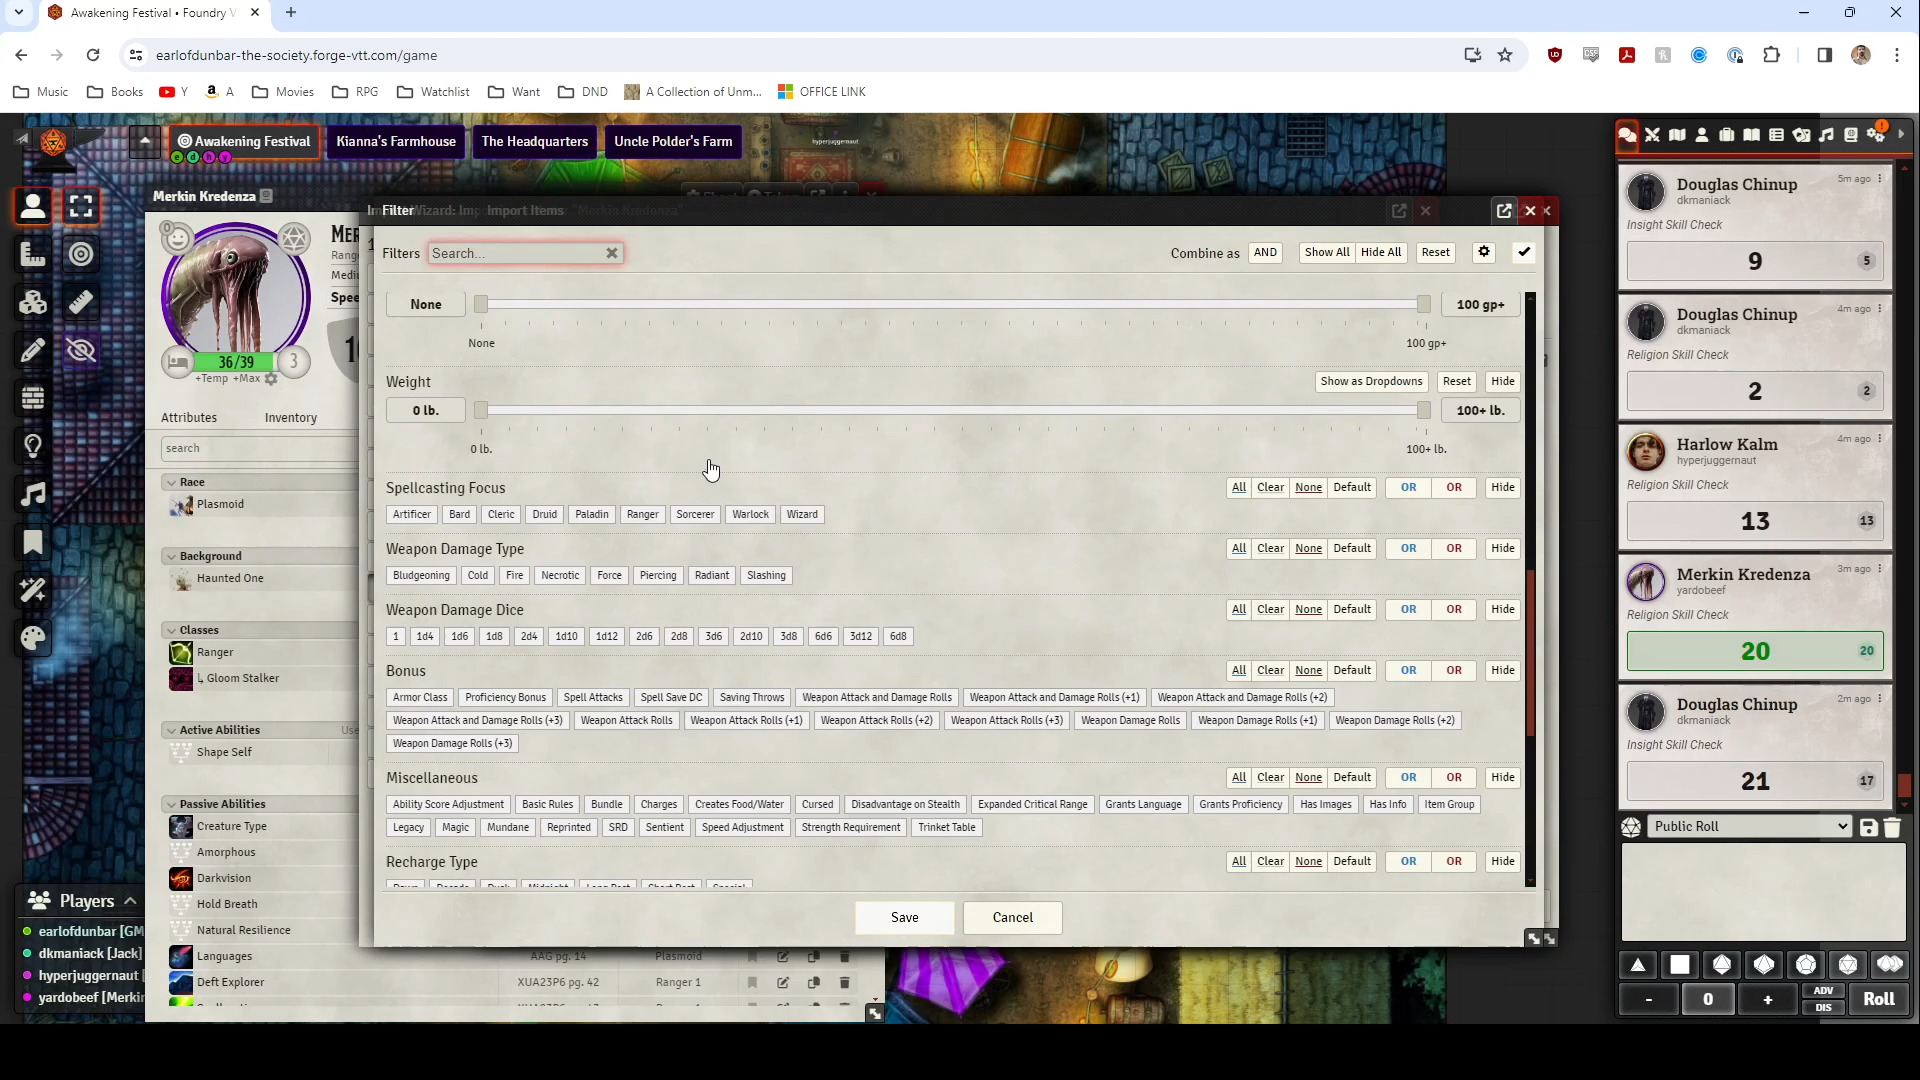 Awakening Festival • Foundry V
earlofdunbar-the-society.forge-vtt.com/game
Music
Books
Y
A
Movies
RPG
Watchlist
Want
DND
A Collection of Unm...
OFFICE LINK
Awakening Festival
Kianna's Farmhouse
The Headquarters
Uncle Polder's Farm
e d h y
hyperjuggernaut
Merkin Kredenza
36/39
+Temp +Max
3
Attributes
Inventory
search
Race
Plasmoid
Background
Haunted One
Classes
Ranger
Gloom Stalker
Active Abilities
Shape Self
Passive Abilities
Creature Type
Amorphous
Darkvision
Hold Breath
Natural Resilience
Languages AAG pg. 14 Plasmoid
Deft Explorer XUA23P6 pg. 42 Ranger 1
Players
earlofdunbar [GM
dkmaniack [Jack]
hyperjuggernaut [
yardobeef [Merkin
Filter
Import Items
"Merkin Kredenza"
Filters Search... Combine as AND Show All Hide All Reset
None 100 gp+
None 100 gp+
Weight Show as Dropdowns Reset Hide
0 lb. 100+ lb.
0 lb. 100+ lb.
Spellcasting Focus All Clear None Default OR OR Hide
Artificer Bard Cleric Druid Paladin Ranger Sorcerer Warlock Wizard
Weapon Damage Type All Clear None Default OR OR Hide
Bludgeoning Cold Fire Necrotic Force Piercing Radiant Slashing
Weapon Damage Dice All Clear None Default OR OR Hide
1 1d4 1d6 1d8 2d4 1d10 1d12 2d6 2d8 3d6 2d10 3d8 6d6 3d12 6d8
Bonus All Clear None Default OR OR Hide
Armor Class Proficiency Bonus Spell Attacks Spell Save DC Saving Throws Weapon Attack and Damage Rolls Weapon Attack and Damage Rolls (+1) Weapon Attack and Damage Rolls (+2)
Weapon Attack and Damage Rolls (+3) Weapon Attack Rolls Weapon Attack Rolls (+1) Weapon Attack Rolls (+2) Weapon Attack Rolls (+3) Weapon Damage Rolls Weapon Damage Rolls (+1) Weapon Damage Rolls (+2)
Weapon Damage Rolls (+3)
Miscellaneous All Clear None Default OR OR Hide
Ability Score Adjustment Basic Rules Bundle Charges Creates Food/Water Cursed Disadvantage on Stealth Expanded Critical Range Grants Language Grants Proficiency Has Images Has Info Item Group
Legacy Magic Mundane Reprinted SRD Sentient Speed Adjustment Strength Requirement Trinket Table
Recharge Type All Clear None Default OR OR Hide
Save Cancel
Douglas Chinup 5m ago
dkmaniack
Insight Skill Check
9 5
Douglas Chinup 4m ago
dkmaniack
Religion Skill Check
2 2
Harlow Kalm 4m ago
hyperjuggernaut
Religion Skill Check
13 13
Merkin Kredenza 3m ago
yardobeef
Religion Skill Check
20 20
Douglas Chinup 2m ago
dkmaniack
Insight Skill Check
21 17
Public Roll
- 0 + ADV DIS Roll